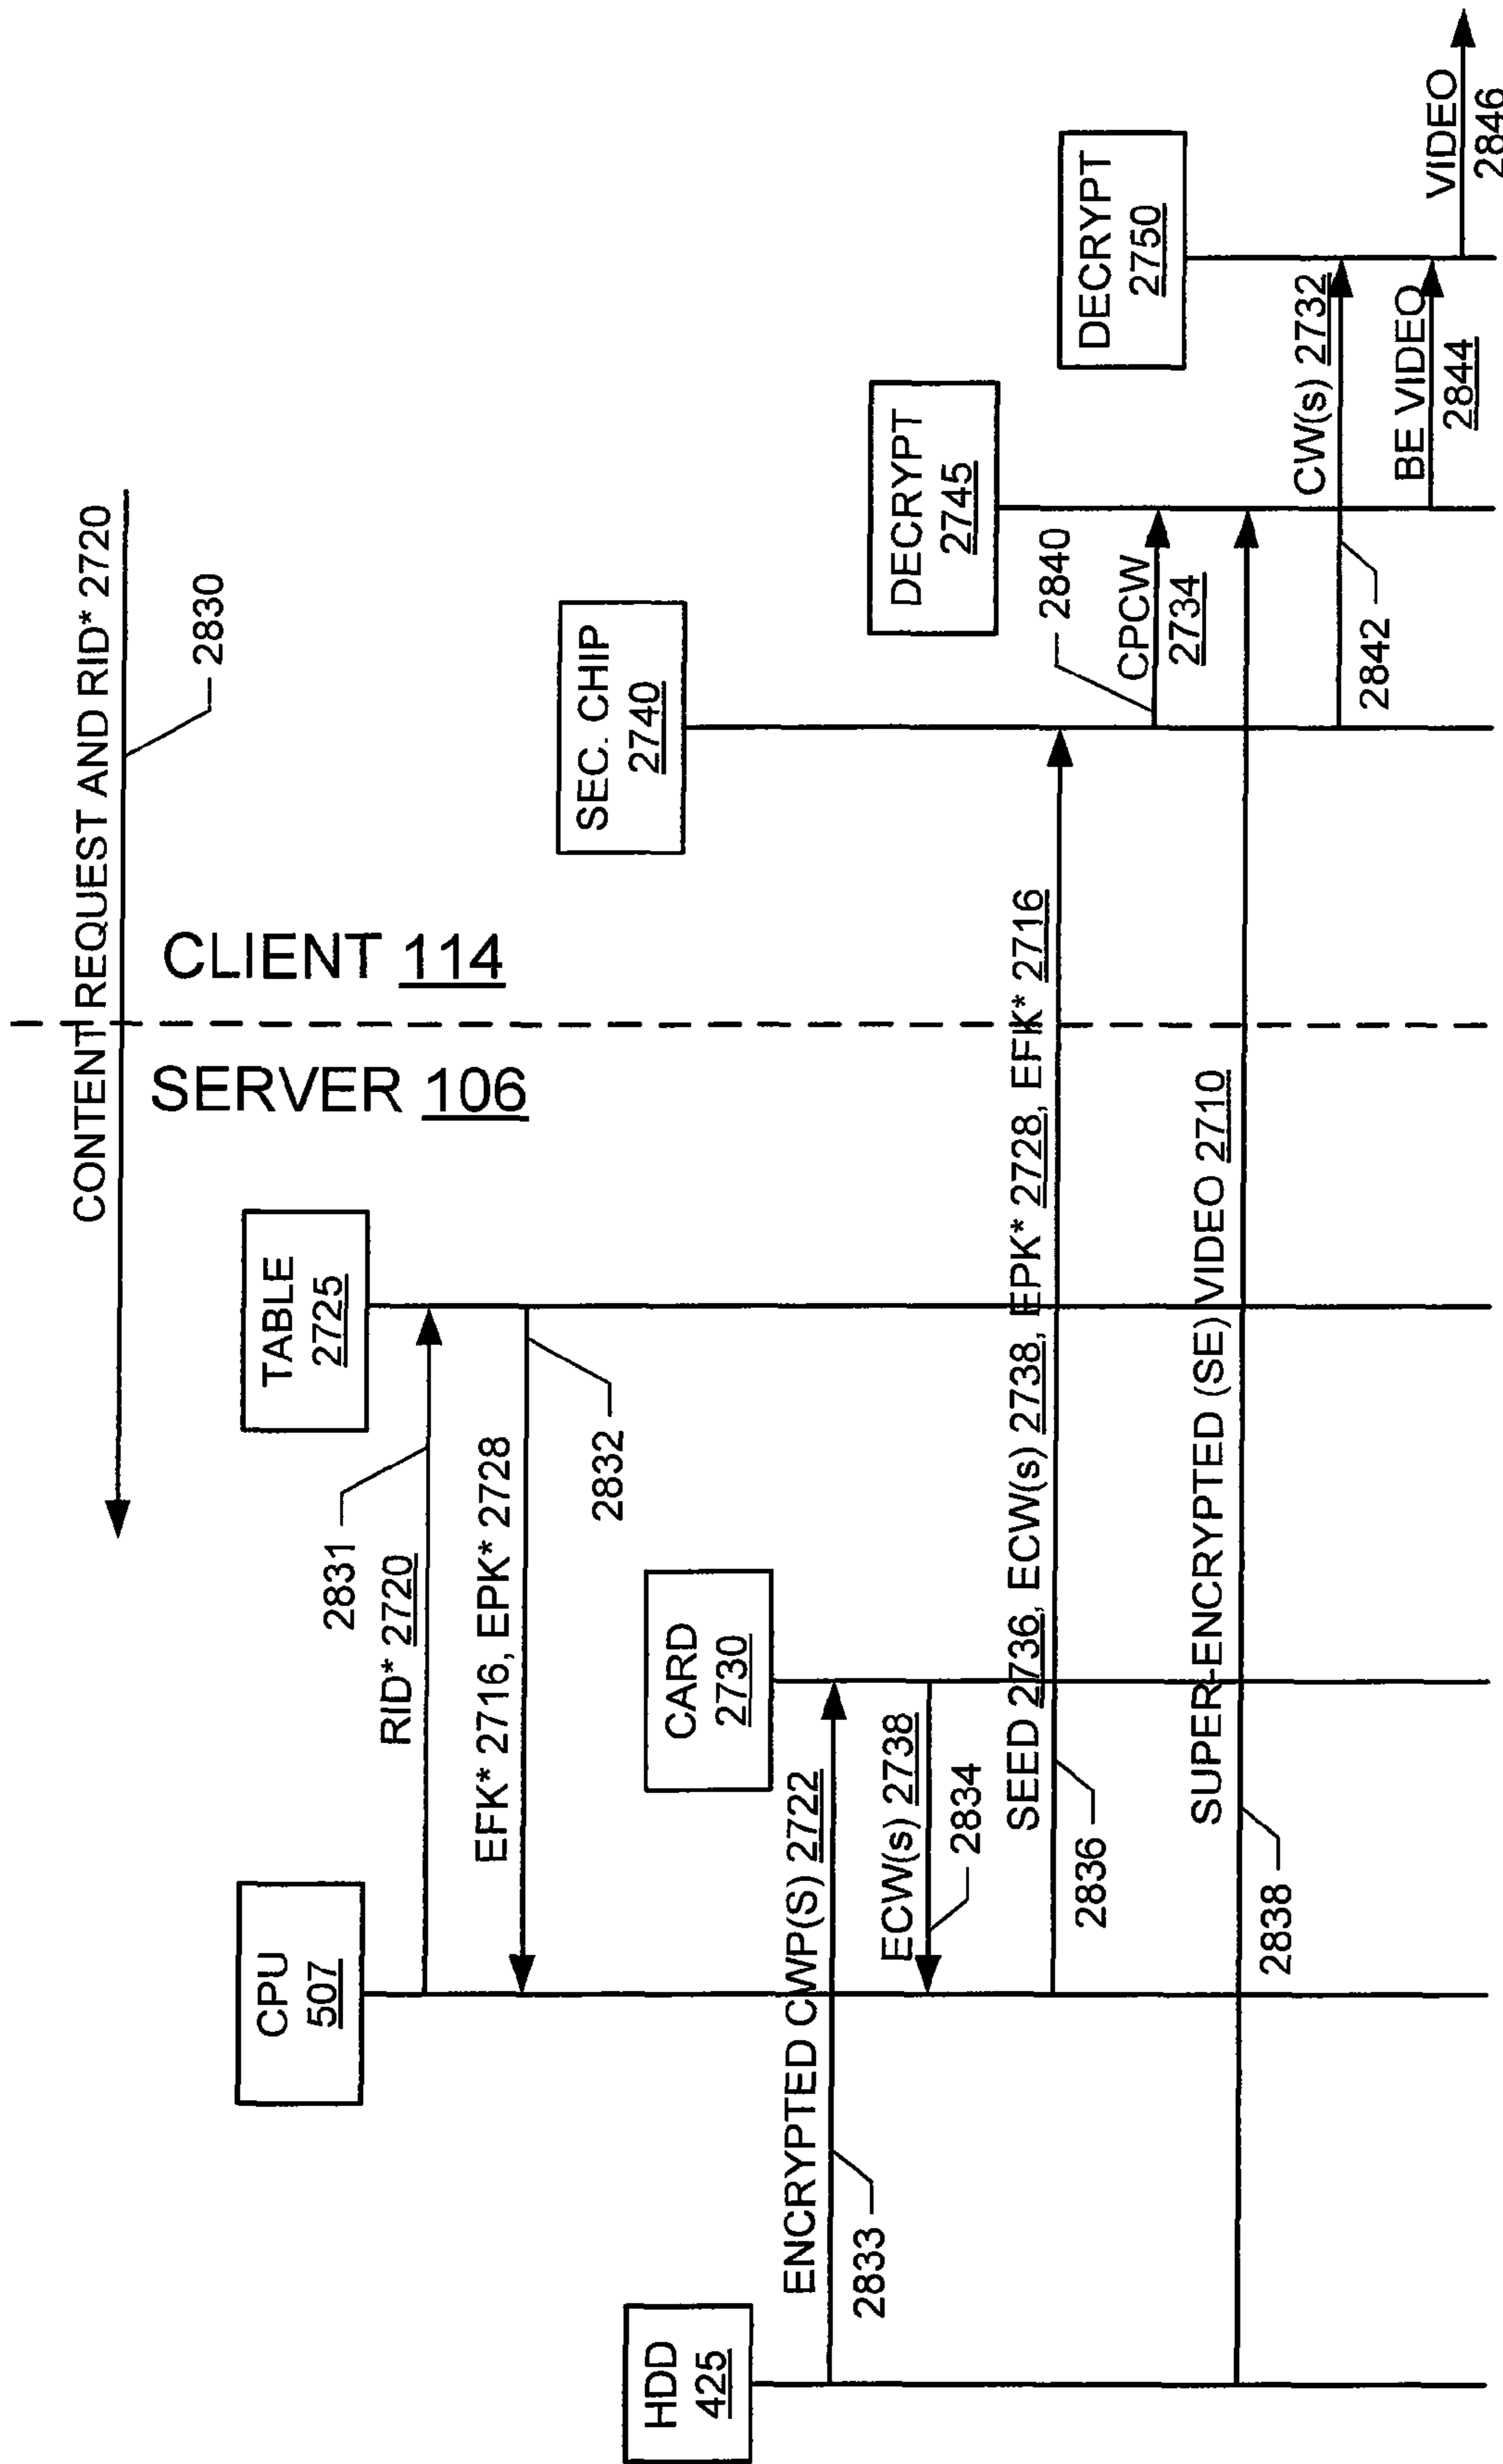 CONTENT REQUEST AND RID* 2720
2830
SERVER 106
CLIENT 114
CPU
507
TABLE
2725
2831
RID* 2720
EFK* 2716, EPK* 2728
2832
HDD
425
CARD
2730
SEC. CHIP
2740
ENCRYPTED CWP(S) 2722
2833
ECW(s) 2738
2834
DECRYPT
2745
SEED 2736, ECW(s) 2738, EPK* 2728, EFK* 2716
2836
2840
CPCW
2734
DECRYPT
2750
SUPER-ENCRYPTED (SE) VIDEO 2710
2838
CW(s) 2732
2842
BE VIDEO
2844
VIDEO
2846